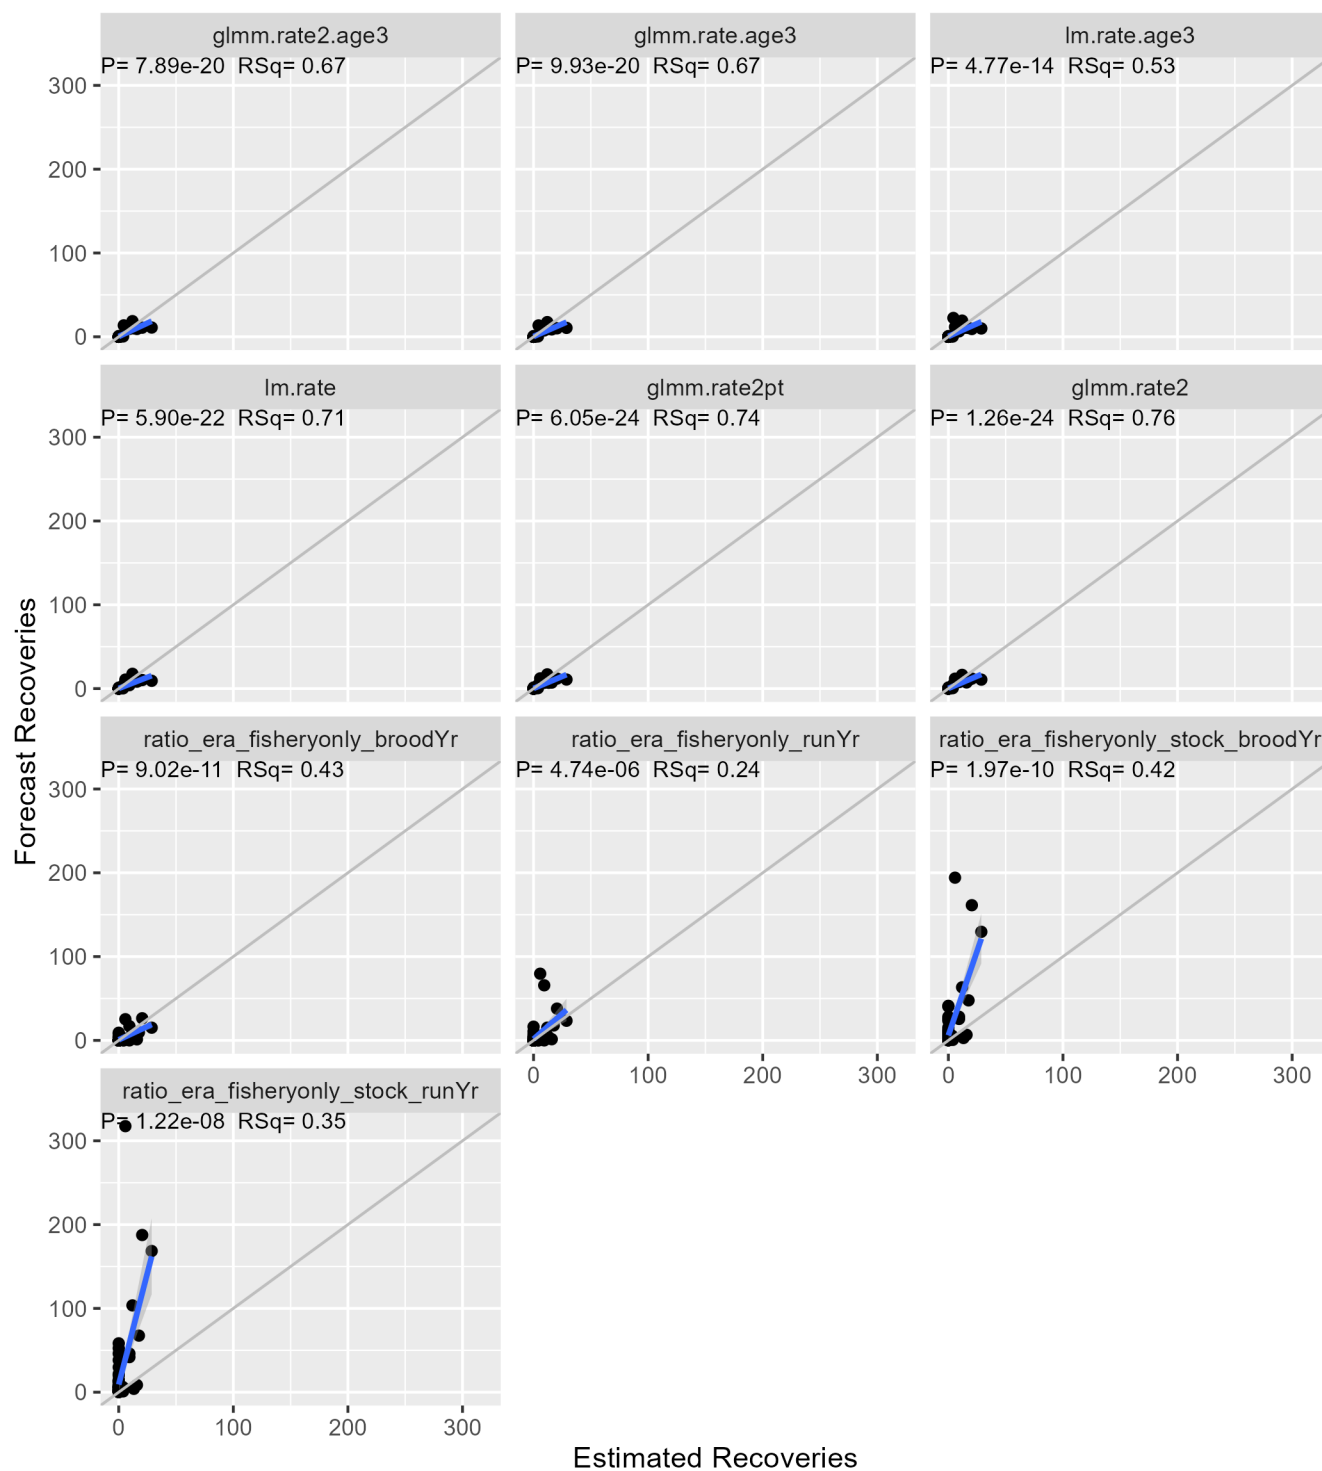 glmm.rate2.age3
glmm.rate.age3
lm.rate.age3
P= 7.89e-20 RSq= 0.67
P= 9.93e-20 RSq= 0.67
P= 4.77e-14 RSq= 0.53
300
200
100
0
lm.rate
glmm.rate2pt
glmm.rate2
P= 5.90e-22 RSq= 0.71
P= 6.05e-24 RSq= 0.74
P= 1.26e-24 RSq= 0.76
300
200
100
0
Forecast Recoveries
ratio_era_fisheryonly_broodYr
ratio_era_fisheryonly_runYr
ratio_era_fisheryonly_stock_broodYr
P= 9.02e-11 RSq= 0.43
P= 4.74e-06 RSq= 0.24
P= 1.97e-10 RSq= 0.42
300
200
100
0
0 100 200 300
0 100 200 300
ratio_era_fisheryonly_stock_runYr
P= 1.22e-08 RSq= 0.35
300
200
100
0
0 100 200 300
Estimated Recoveries